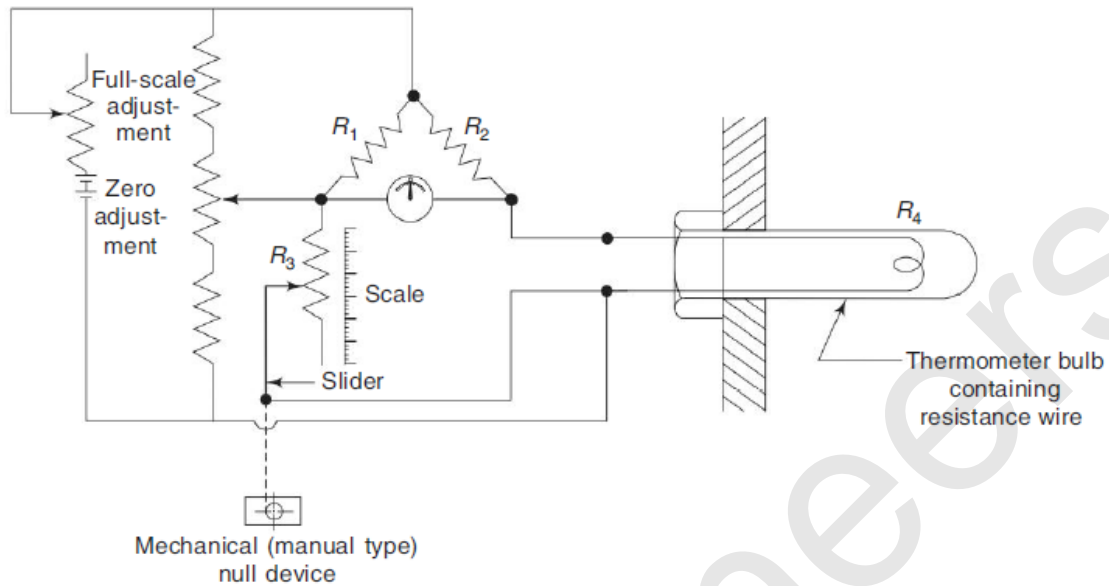 Full-scale
adjust-
ment
R1
R2
Zero
adjust-
ment
R3
Scale
Slider
R4
Thermometer bulb
containing
resistance wire
Mechanical (manual type)
null device
neers